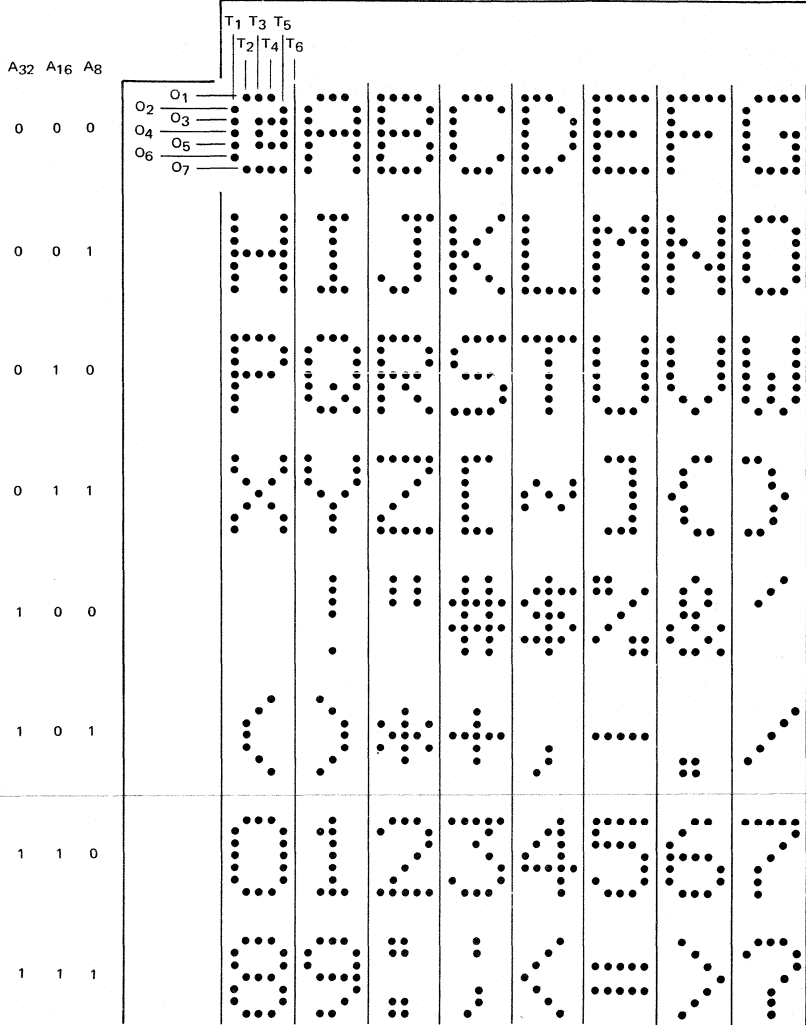 T1 T3 T5
T2 T4 T6
A32 A16 A8
O1
O2
O3
O4
O5
O6
O7
0 0 0 @ A B C D E F G
0 0 1 H I J K L M N O
0 1 0 P Q R S T U V W
0 1 1 X Y Z [ ~ ] { }
1 0 0 ! " # $ % & ′
1 0 1 ( ) * + , - . /
1 1 0 0 1 2 3 4 5 6 7
1 1 1 8 9 : ; < = > ?